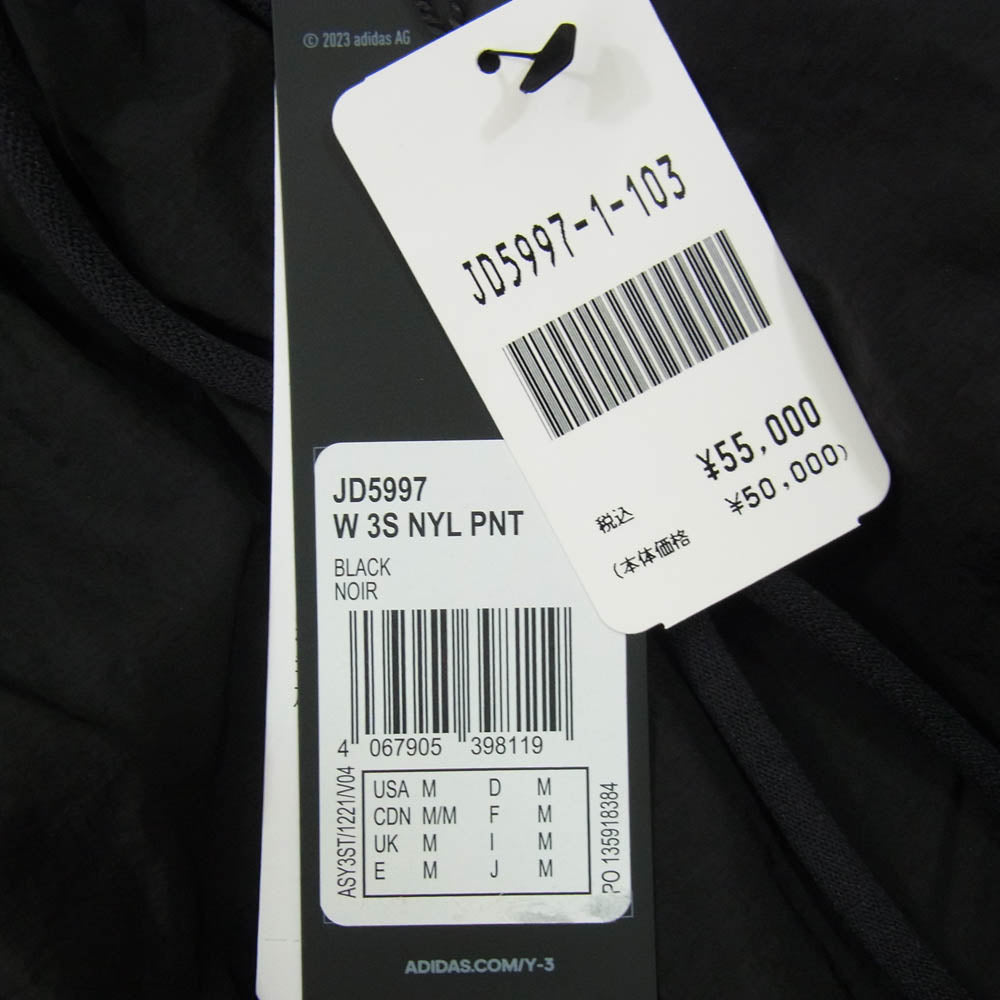 © 2023 adidas AG
JD5997-1-103
¥55,000
税込
¥50,000)
(本体価格
JD5997
W 3S NYL PNT
BLACK
NOIR
4 067905 398119
ASY3ST/1221/V04
USA M D M
CDN M/M F M
UK M I M
E M J M
PO 135918384
ADIDAS.COM/Y-3